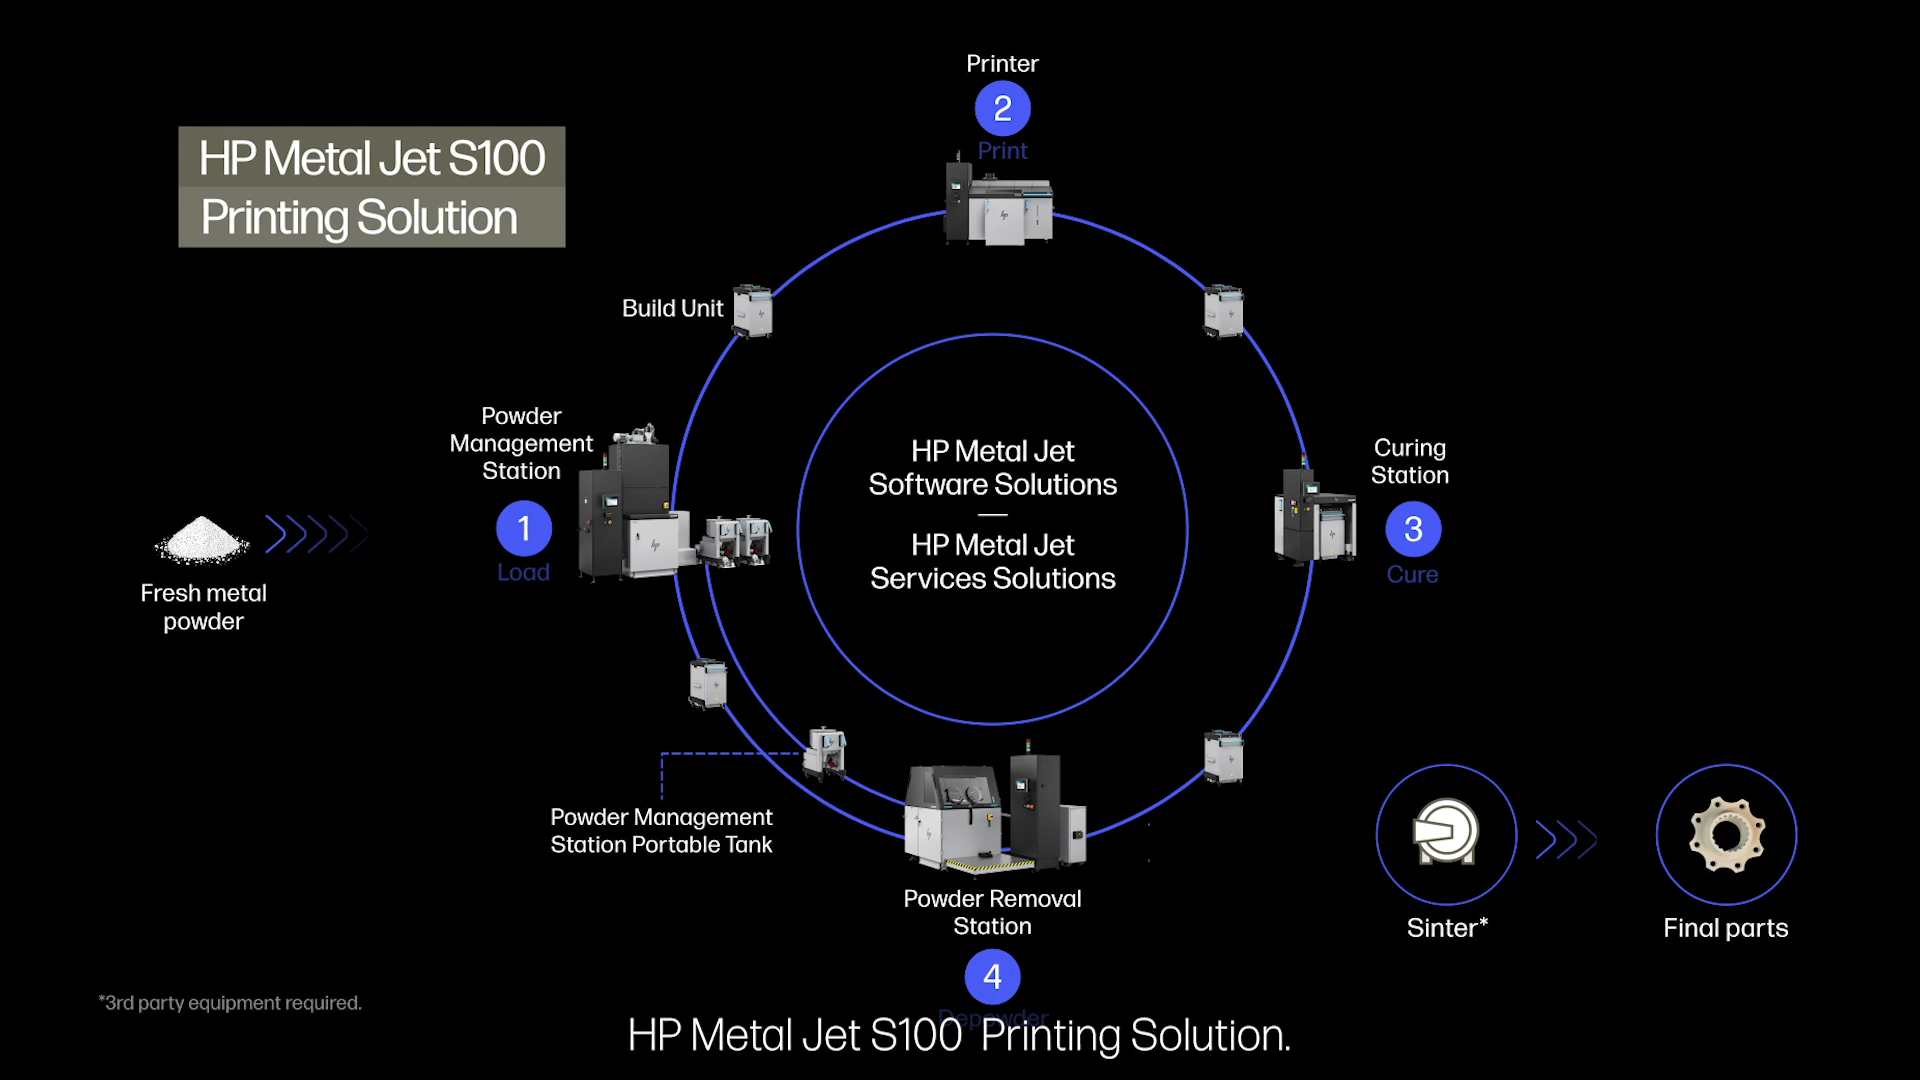 Printer
2
Print
HP Metal Jet S100
Printing Solution
Build Unit
Powder
Management
Station
1
Load
Fresh metal
powder
HP Metal Jet
Software Solutions
HP Metal Jet
Services Solutions
Curing
Station
3
Cure
Powder Management
Station Portable Tank
Powder Removal
Station
4
Depowder
Sinter*
Final parts
*3rd party equipment required.
HP Metal Jet S100 Printing Solution.